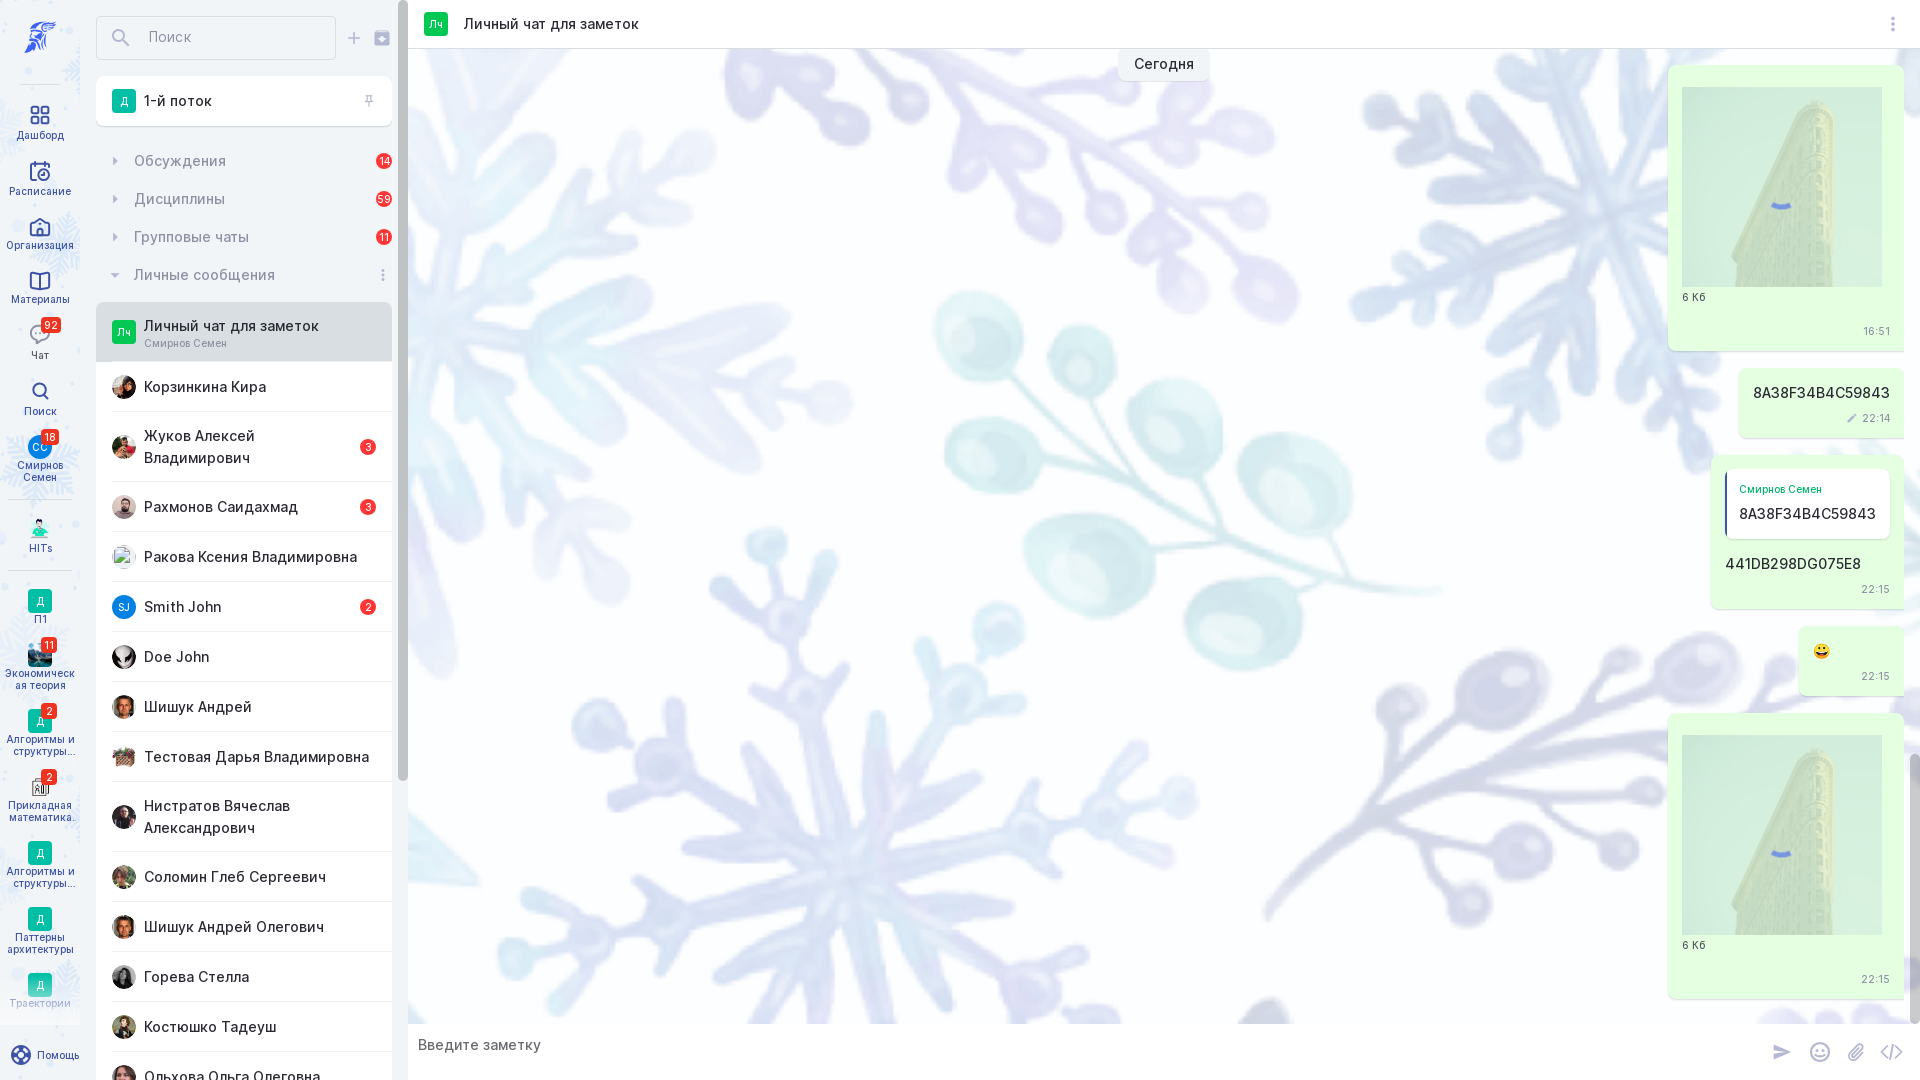 Дашборд
Расписание
Организация
Материалы
92
Чат
Поиск
18
СС
Смирнов
Семен
HITs
Д
П1
11
Экономическ
ая теория
2
Д
Алгоритмы и
структуры...
2
Прикладная
математика.
Д
Алгоритмы и
структуры...
Д
Паттерны
архитектуры
Д
Траектории
Помощь
Поиск
Д
1-й поток
Обсуждения
14
Дисциплины
59
Групповые чаты
11
Личные сообщения
Лч
Личный чат для заметок
Смирнов Семен
Корзинкина Кира
Жуков Алексей
Владимирович
3
Рахмонов Саидахмад
3
Ракова Ксения Владимировна
SJ
Smith John
2
Doe John
Шишук Андрей
Тестовая Дарья Владимировна
Нистратов Вячеслав
Александрович
Соломин Глеб Сергеевич
Шишук Андрей Олегович
Горева Стелла
Костюшко Тадеуш
Ольхова Ольга Олеговна
Лч
Личный чат для заметок
Сегодня
6 Кб
16:51
8A38F34B4C59843
22:14
Смирнов Семен
8A38F34B4C59843
441DB298DG075E8
22:15
😀
22:15
6 Кб
22:15
Введите заметку